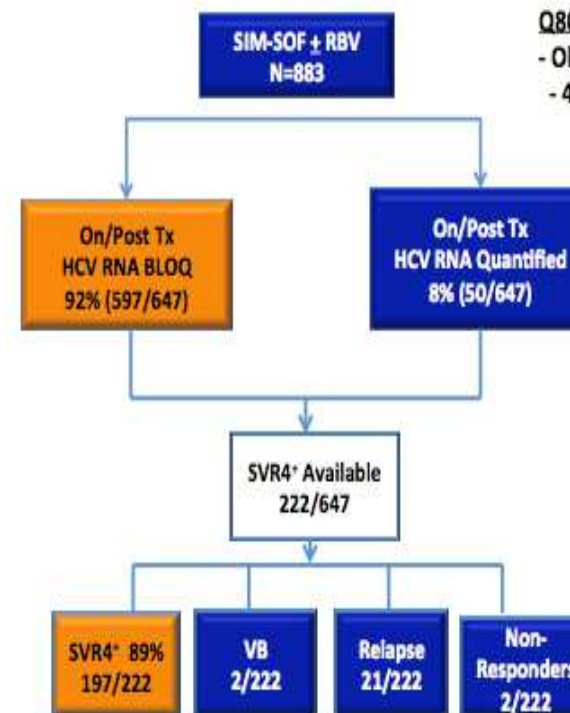 SIM-SOF ± RBV
N=883
On/Post Tx
HCV RNA BLOQ
92% (597/647)
On/Post Tx
HCV RNA Quantified
8% (50/647)
SVR4⁺ Available
222/647
SVR4⁺ 89%
197/222
VB
2/222
Relapse
21/222
Non-
Responders
2/222